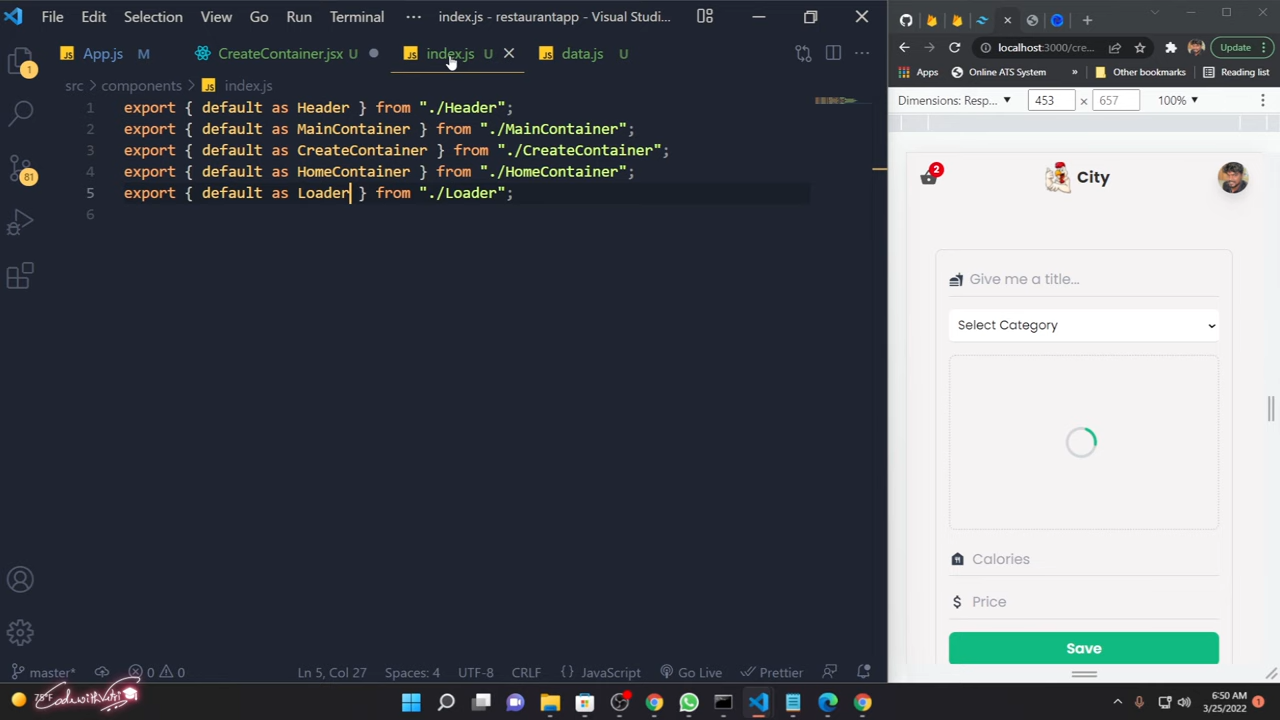 File Edit Selection View Go Run Terminal ··· index.js - restaurantapp - Visual Studi...
App.js M CreateContainer.jsx U index.js U data.js U
src components index.js
1 export { default as Header } from "./Header";
2 export { default as MainContainer } from "./MainContainer";
3 export { default as CreateContainer } from "./CreateContainer";
4 export { default as HomeContainer } from "./HomeContainer";
5 export { default as Loader } from "./Loader";
6
1
81
localhost:3000/cre... Update
Apps Online ATS System » Other Bookmarks Reading list
Dimensions: Resp... 453 × 657 100%
2 City
Give me a title...
Select Category
Calories
$ Price
Save
master* 0 0 Ln 5, Col 27 Spaces: 4 UTF-8 CRLF {} JavaScript Go Live Prettier
78°F
6:50 AM
3/25/2022